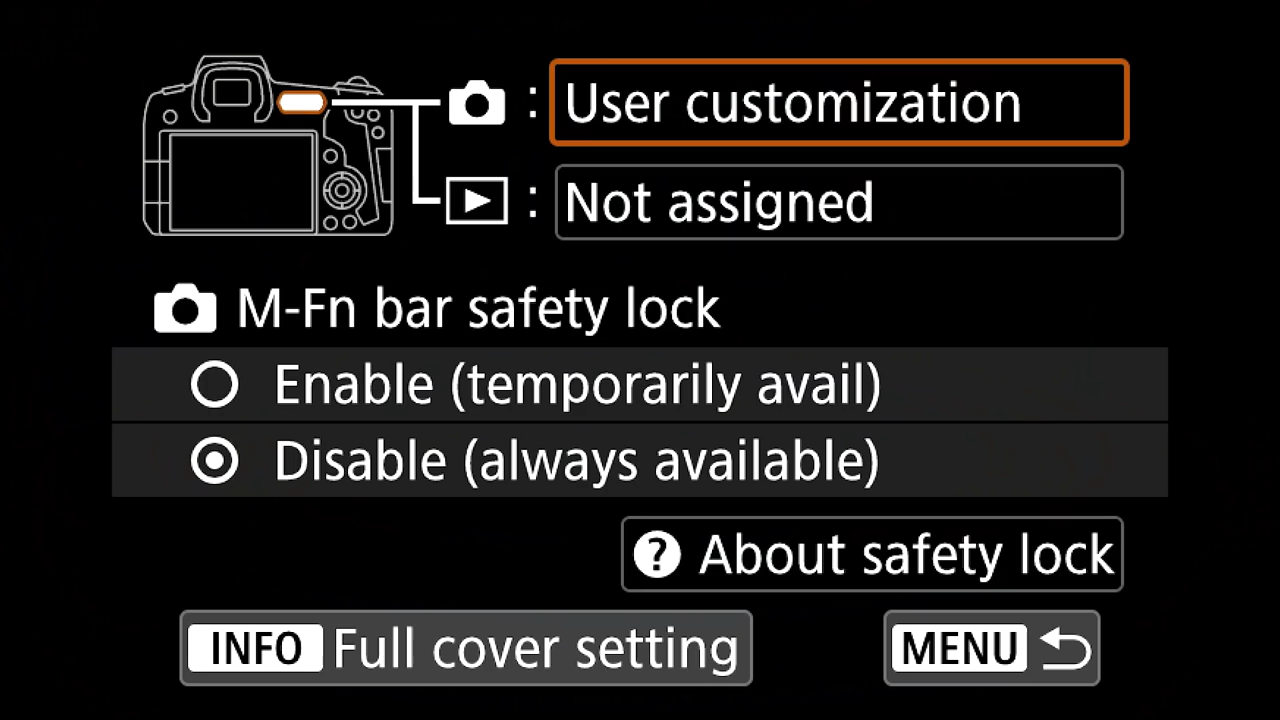 : User customization
: Not assigned
M-Fn bar safety lock
Enable (temporarily avail)
Disable (always available)
? About safety lock
INFO Full cover setting
MENU